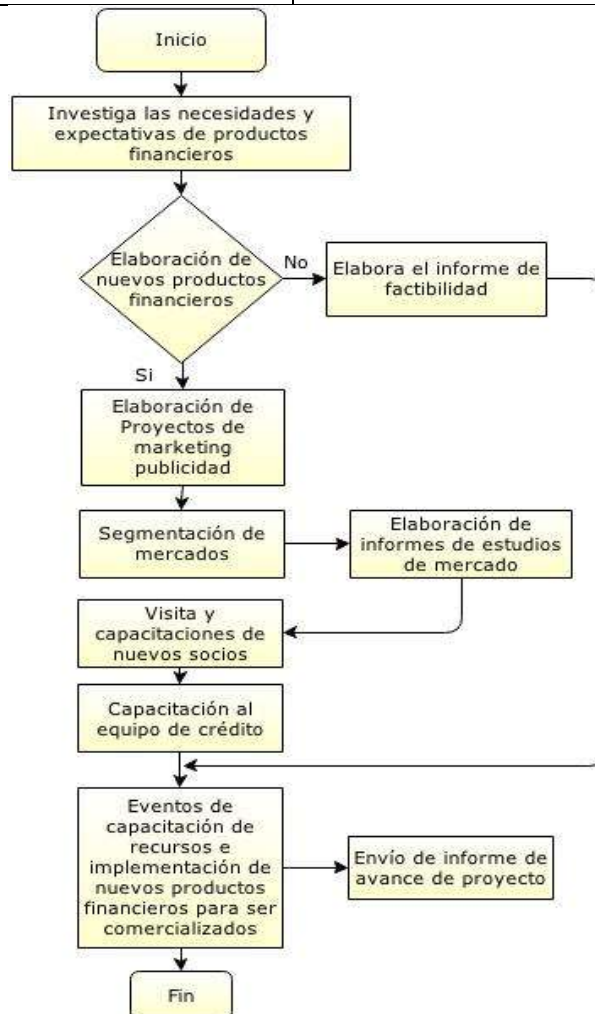 Inicio
Investiga las necesidades y
expectativas de productos
financieros
Elaboración de
nuevos productos
financieros
No
Elabora el informe de
factibilidad
Si
Elaboración de
Proyectos de
marketing
publicidad
Segmentación de
mercados
Elaboración de
informes de estudios
de mercado
Visita y
capacitaciones de
nuevos socios
Capacitación al
equipo de crédito
Eventos de
capacitación de
recursos e
implementación de
nuevos productos
financieros para ser
comercializados
Envío de informe de
avance de proyecto
Fin